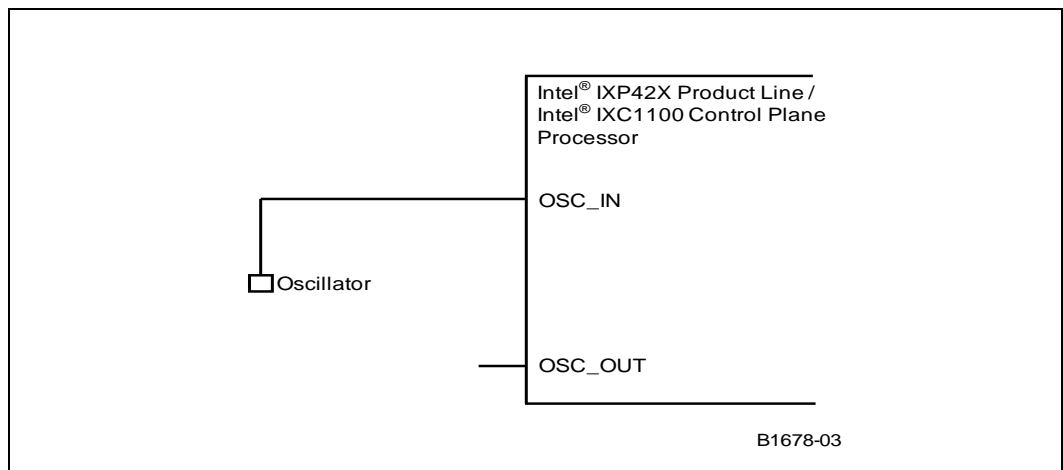 Intel® IXP42X Product Line /
Intel® IXC1100 Control Plane
Processor
OSC_IN
Oscillator
OSC_OUT
B1678-03